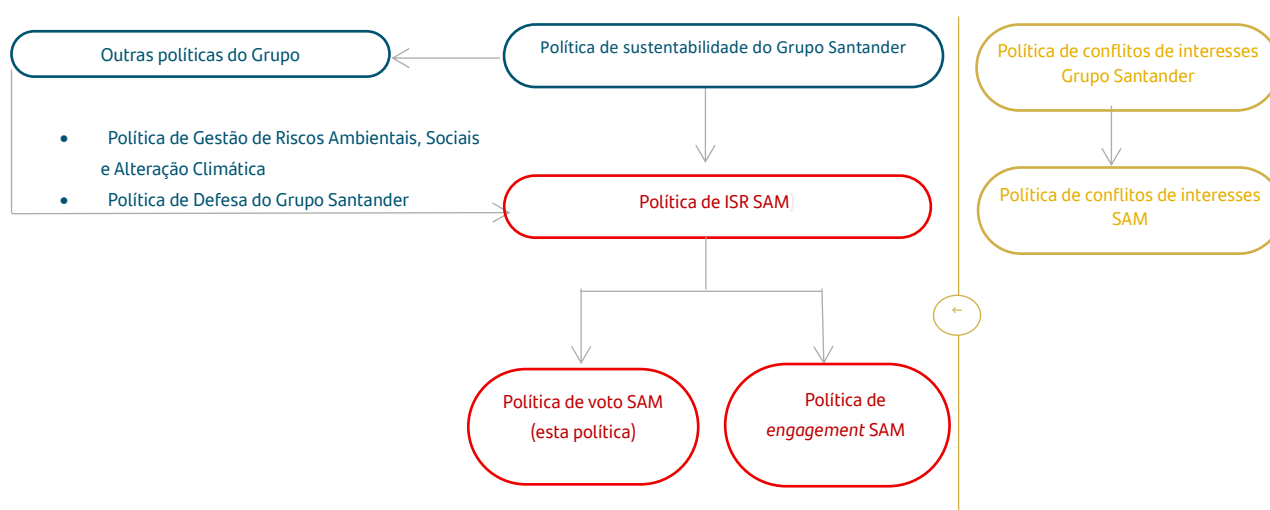 Outras políticas do Grupo
Política de sustentabilidade do Grupo Santander
Política de conflitos de interesses
Grupo Santander
• Política de Gestão de Riscos Ambientais, Sociais
e Alteração Climática
• Política de Defesa do Grupo Santander
Política de ISR SAM)
Política de conflitos de interesses
SAM
←
Política de voto SAM
(esta política)
Política de
engagement SAM